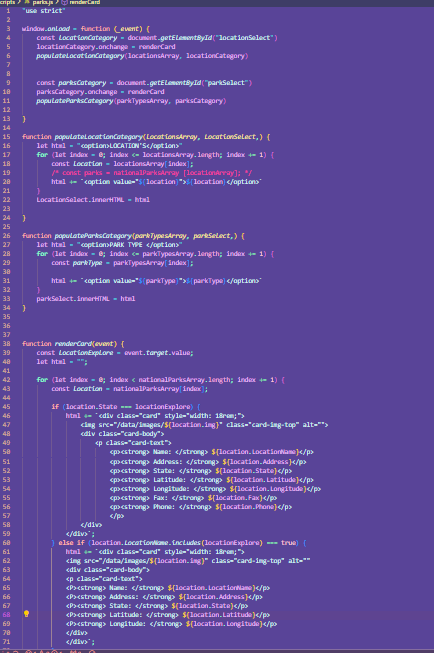 cripts > parks.js > renderCard
1 "use strict"
2
3 window.onload = function (_event) {
4 const LocationCategory = document.getElementById("locationSelect")
5 locationCategory.onchange = renderCard
6 populateLocationCategory(locationsArray, locationCategory)
7
8
9 const parksCategory = document.getElementById("parkSelect")
10 parksCategory.onchange = renderCard
11 populateParksCategory(parkTypesArray, parksCategory)
12
13 }
14
15 function populateLocationCategory(LocationsArray, LocationSelect,) {
16 let html = "<option>LOCATION'S</option>"
17 for (let index = 0; index <= locationsArray.length; index += 1) {
18 const Location = locationsArray[index];
19 /* const parks = nationalParksArray [locationArray]; */
20 html += `<option value="${location}">${location}</option>`
21 }
22 LocationSelect.innerHTML = html
23
24 }
25
26 function populateParksCategory(parkTypesArray, parkSelect,) {
27 let html = "<option>PARK TYPE </option>"
28 for (let index = 0; index <= parkTypesArray.length; index += 1) {
29 const parkType = parkTypesArray[index];
30
31 html += `<option value="${parkType}">${parkType}</option>`
32 }
33 parkSelect.innerHTML = html
34 }
35
36
37
38 function renderCard(event) {
39 const LocationExplore = event.target.value;
40 let html = "";
41
42 for (let index = 0; index < nationalParksArray.length; index += 1) {
43 const Location = nationalParksArray[index];
44
45 if (location.State === locationExplore) {
46 html += `<div class="card" style="width: 18rem;">
47 <img src="/data/images/${location.img}" class="card-img-top" alt="">
48 <div class="card-body">
49 <p class="card-text">
50 <p><strong> Name: </strong> ${location.LocationName}</p>
51 <p><strong> Address: </strong> ${location.Address}</p>
52 <p><strong> State: </strong> ${location.State}</p>
53 <p><strong> Latitude: </strong> ${location.Latitude}</p>
54 <p><strong> Longitude: </strong> ${location.Longitude}</p>
55 <p><strong> Fax: </strong> ${location.Fax}</p>
56 <p><strong> Phone: </strong> ${location.Phone}</p>
57 </p>
58 </div>
59 </div>`;
60 } else if (location.LocationName.includes(locationExplore) === true) {
61 html += `<div class="card" style="width: 18rem;">
62 <img src="/data/images/${location.img}" class="card-img-top" alt=""
63 <div class="card-body">
64 <p class="card-text">
65 <P><strong> Name: </strong> ${location.LocationName}</p>
66 <P><strong> Address: </strong> ${location.Address}</p>
67 <P><strong> State: </strong> ${location.State}</p>
68 <P><strong> Latitude: </strong> ${location.Latitude}</p>
69 <P><strong> Longitude: </strong> ${location.Longitude}</p>
70 </div>
71 </div>`;